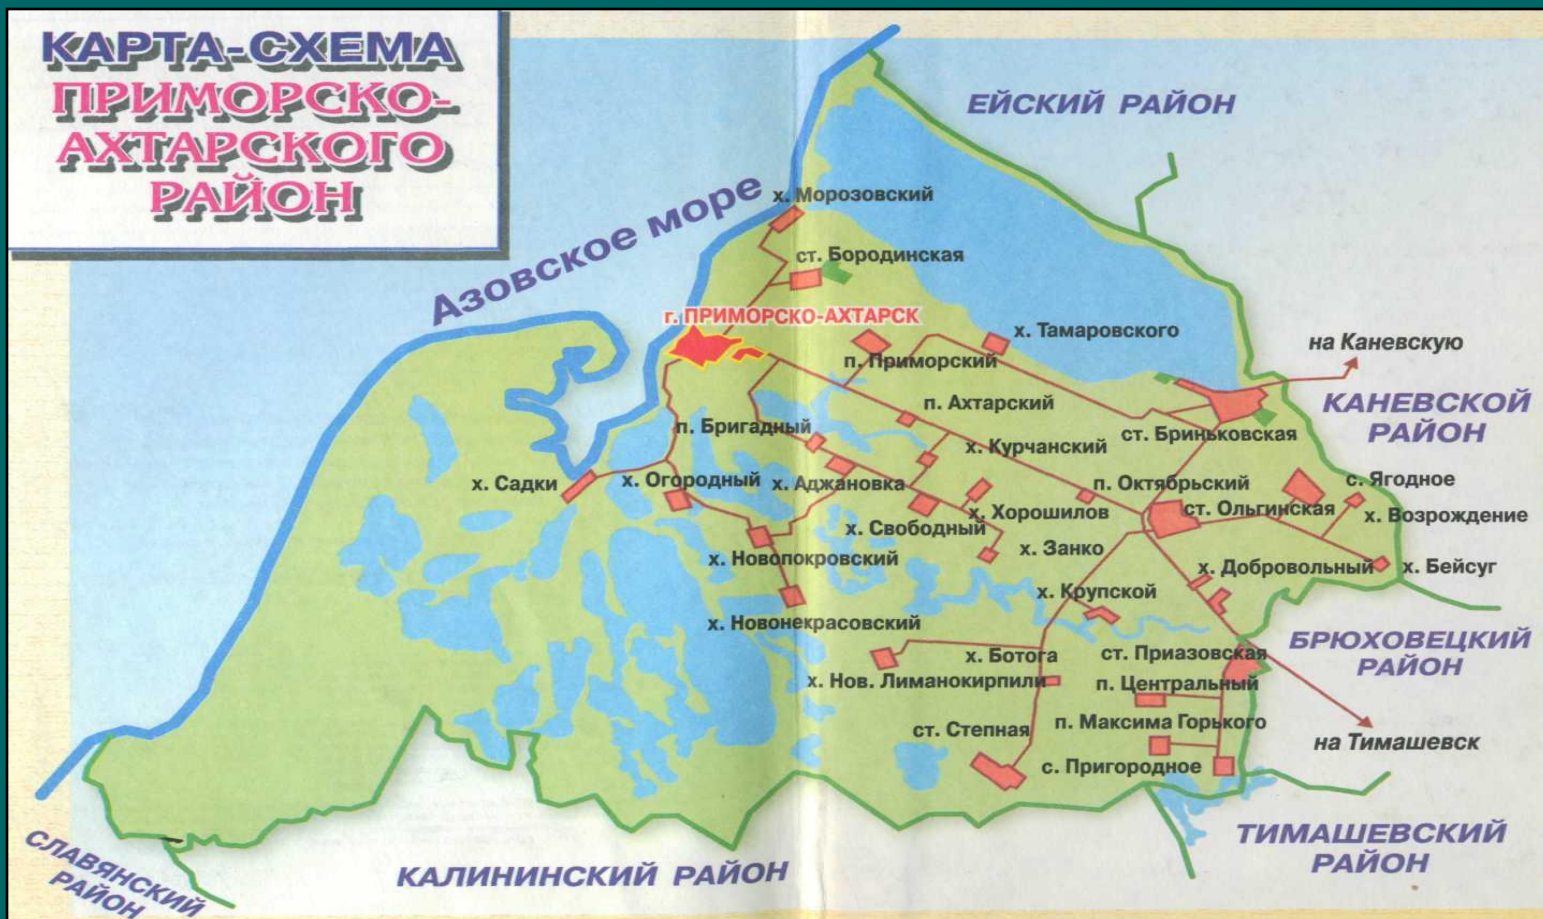 КАРТА-СХЕМА
ПРИМОРСКО-
АХТАРСКОГО
РАЙОН
ЕЙСКИЙ РАЙОН
Азовское море
х. Морозовский
ст. Бородинская
г. ПРИМОРСКО-АХТАРСК
х. Тамаровского
на Каневскую
п. Приморский
КАНЕВСКОЙ
РАЙОН
п. Ахтарский
п. Бригадный
ст. Бриньковская
х. Курчанский
х. Садки
х. Огородный
х. Аджановка
п. Октябрьский
с. Ягодное
х. Хорошилов
ст. Ольгинская
х. Возрождение
х. Свободный
х. Занко
х. Новопокровский
х. Добровольный
х. Бейсуг
х. Крупской
х. Новонекрасовский
БРЮХОВЕЦКИЙ
РАЙОН
х. Ботога
ст. Приазовская
х. Нов. Лиманокирпили
п. Центральный
ст. Степная
п. Максима Горького
на Тимашевск
с. Пригородное
ТИМАШЕВСКИЙ
РАЙОН
СЛАВЯНСКИЙ
РАЙОН
КАЛИНИНСКИЙ РАЙОН